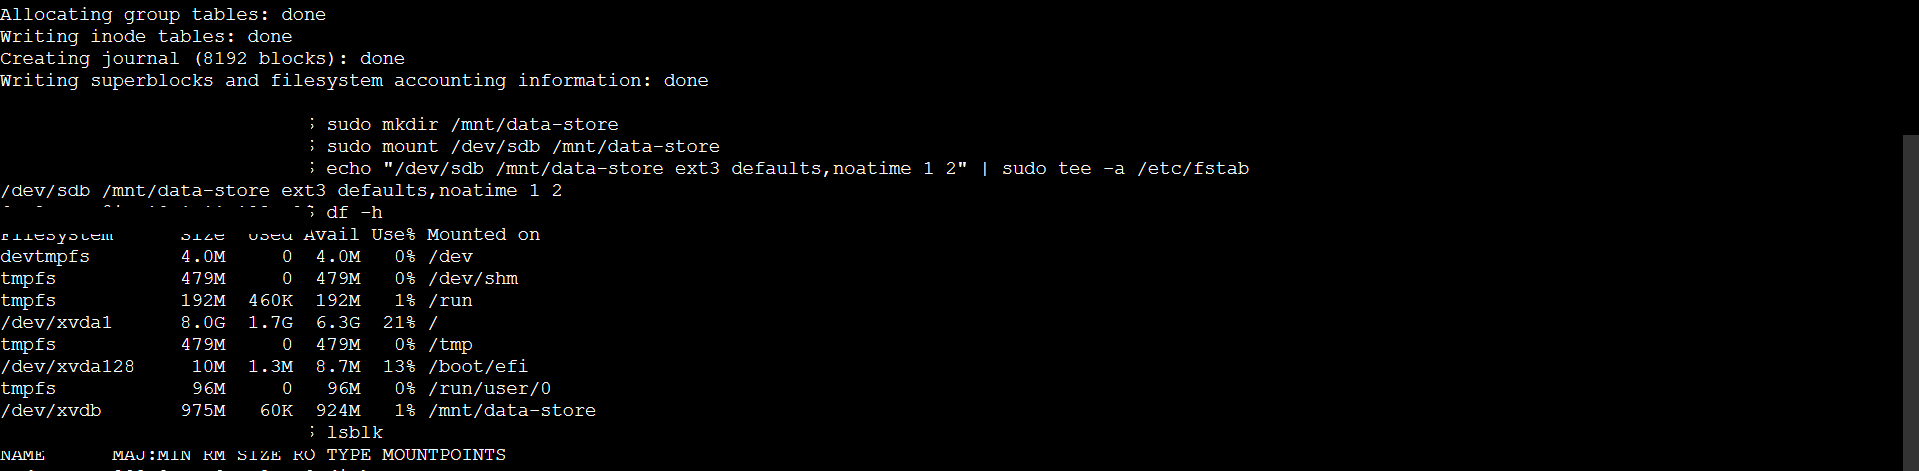 Allocating group tables: done
Writing inode tables: done
Creating journal (8192 blocks): done
Writing superblocks and filesystem accounting information: done
; sudo mkdir /mnt/data-store
; sudo mount /dev/sdb /mnt/data-store
; echo "/dev/sdb /mnt/data-store ext3 defaults,noatime 1 2" | sudo tee -a /etc/fstab
/dev/sdb /mnt/data-store ext3 defaults,noatime 1 2
; df -h
Filesystem Size Used Avail Use% Mounted on
devtmpfs 4.0M 0 4.0M 0% /dev
tmpfs 479M 0 479M 0% /dev/shm
tmpfs 192M 460K 192M 1% /run
/dev/xvda1 8.0G 1.7G 6.3G 21% /
tmpfs 479M 0 479M 0% /tmp
/dev/xvda128 10M 1.3M 8.7M 13% /boot/efi
tmpfs 96M 0 96M 0% /run/user/0
/dev/xvdb 975M 60K 924M 1% /mnt/data-store
; lsblk
NAME MAJ:MIN RM SIZE RO TYPE MOUNTPOINTS